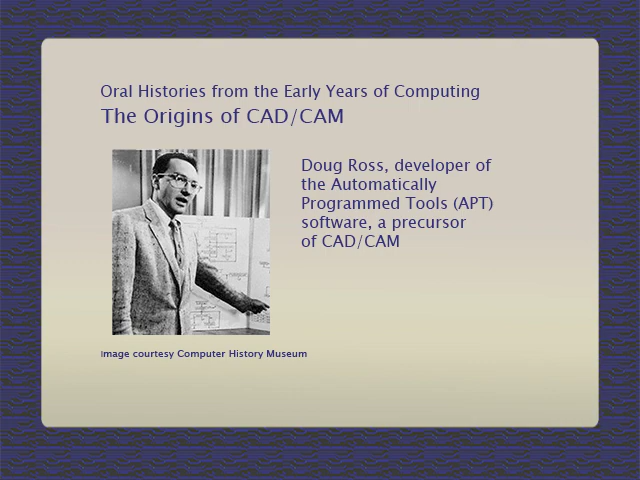 Oral Histories from the Early Years of Computing
The Origins of CAD/CAM
Doug Ross, developer of
the Automatically
Programmed Tools (APT)
software, a precursor
of CAD/CAM
Image courtesy Computer History Museum